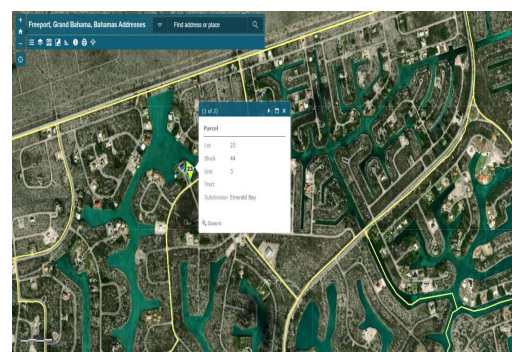 Freeport, Grand Bahama, Bahamas Addresses
Find address or place
(1 of 2)
Parcel
Lot 23
Block 44
Unit 3
Tract
Subdivision Emerald Bay
Zoom to
23